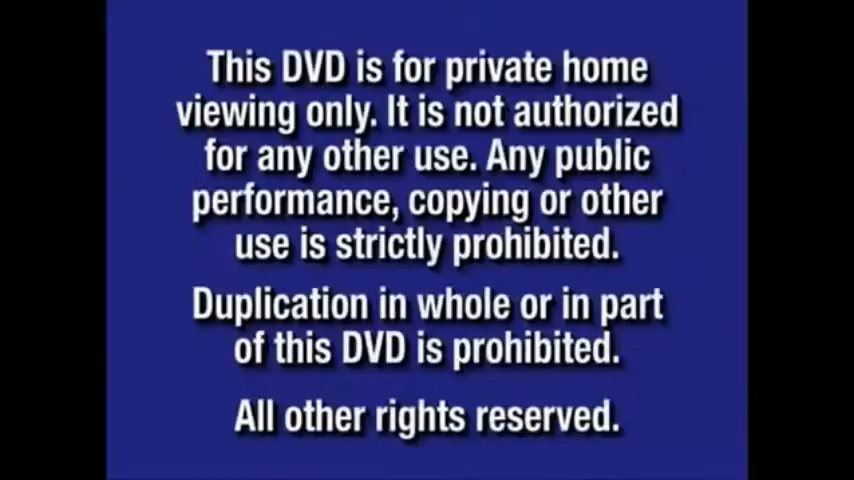 This DVD is for private home
viewing only. It is not authorized
for any other use. Any public
performance, copying or other
use is strictly prohibited.
Duplication in whole or in part
of this DVD is prohibited.
All other rights reserved.